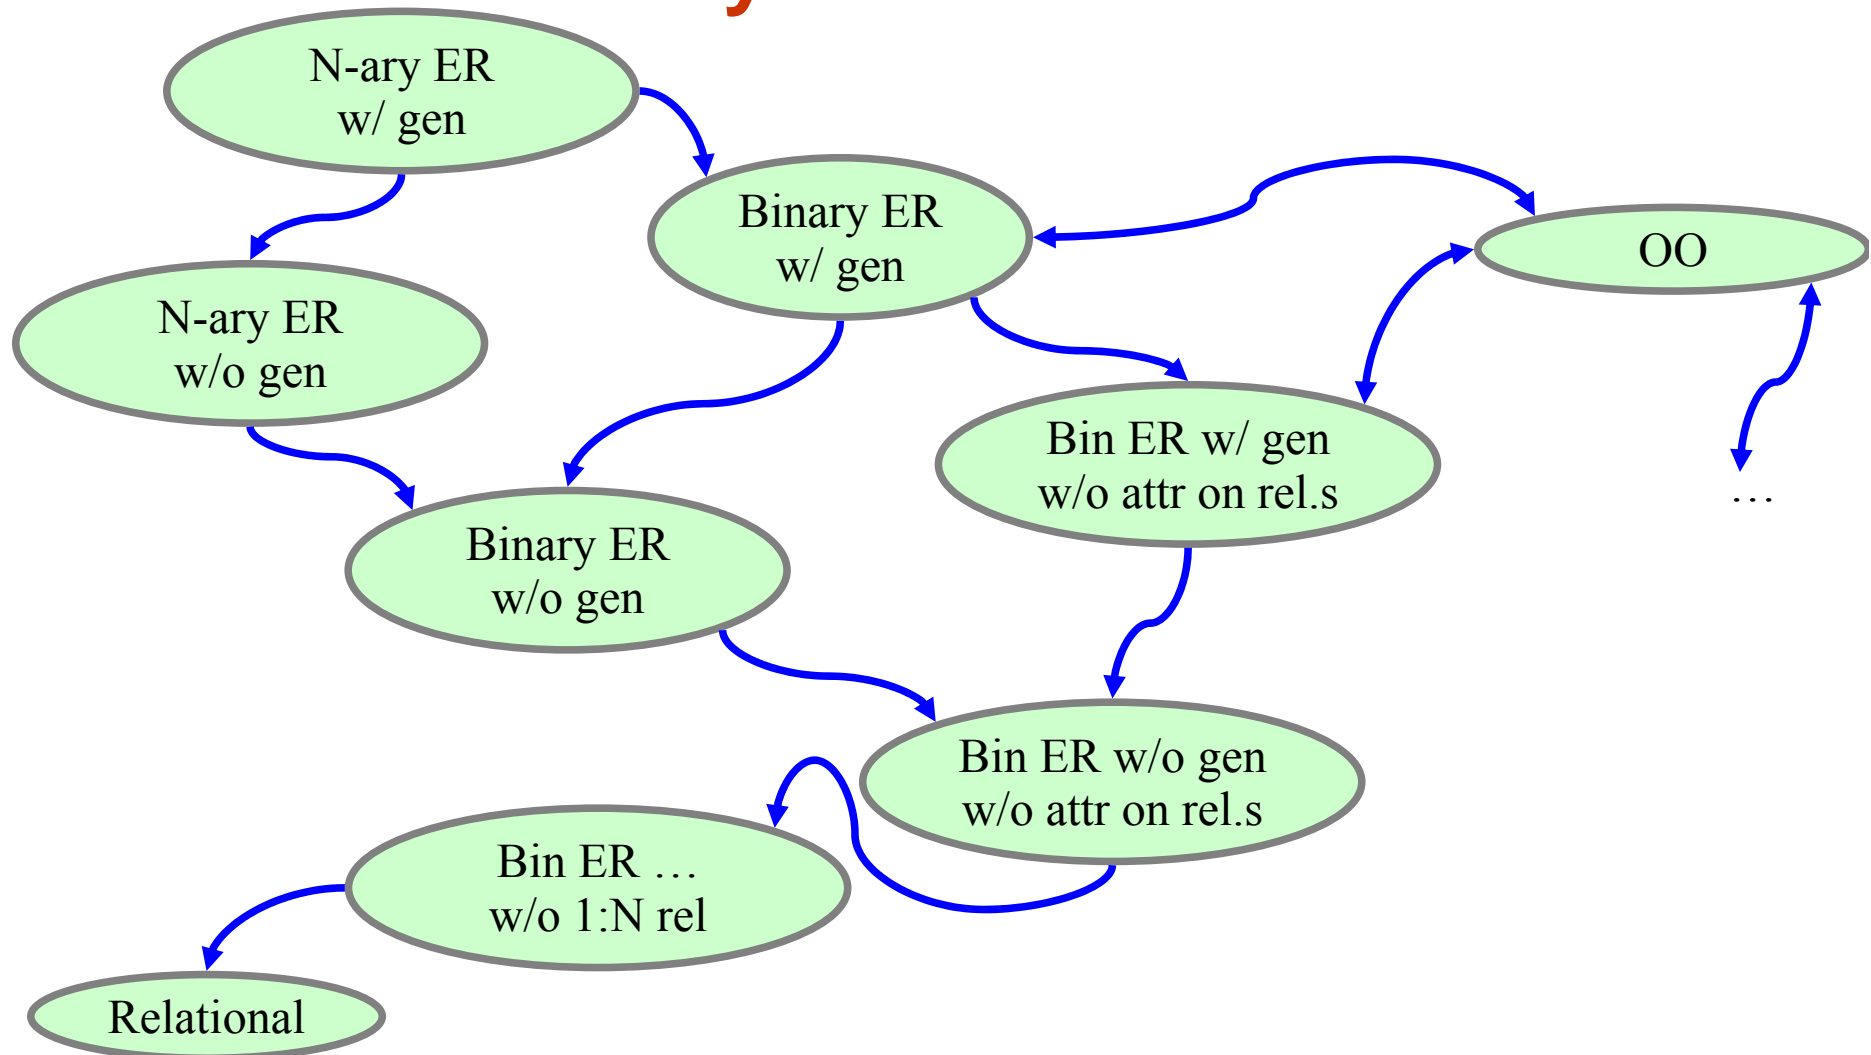 N-ary ER
w/ gen
Binary ER
w/ gen
OO
N-ary ER
w/o gen
Bin ER w/ gen
w/o attr on rel.s
…
Binary ER
w/o gen
Bin ER w/o gen
w/o attr on rel.s
Bin ER …
w/o 1:N rel
Relational